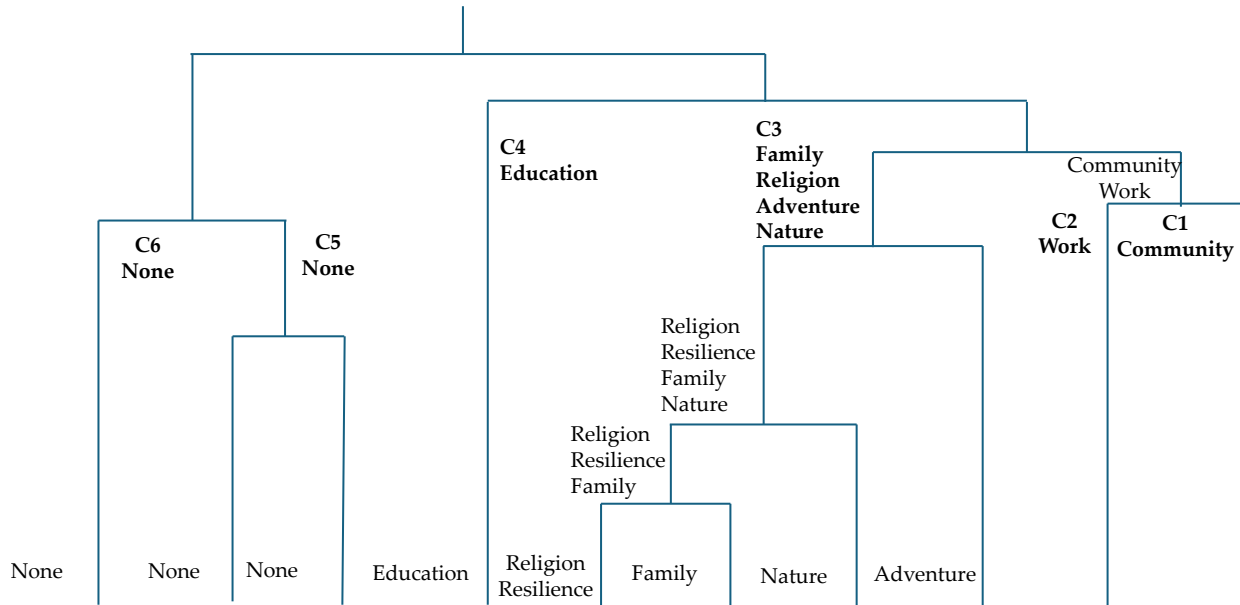 C4
Education
C3
Family
Religion
Adventure
Nature
Community
Work
C6
None
C5
None
C2
Work
C1
Community
Religion
Resilience
Family
Nature
Religion
Resilience
Family
None
None
None
Education
Religion
Resilience
Family
Nature
Adventure